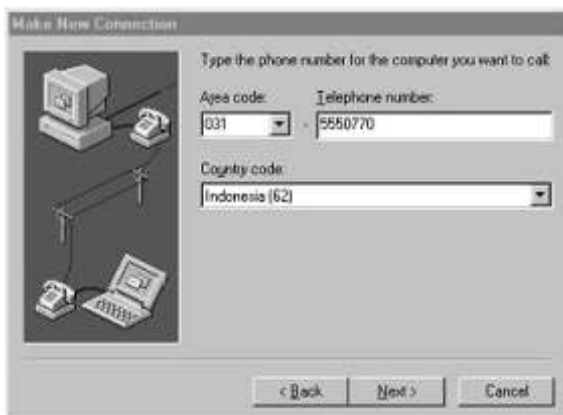 Make New Connection
Type the phone number for the computer you want to call:
Area code:
Telephone number:
031
-
5550770
Country code:
Indonesia (62)
< Back
Next >
Cancel